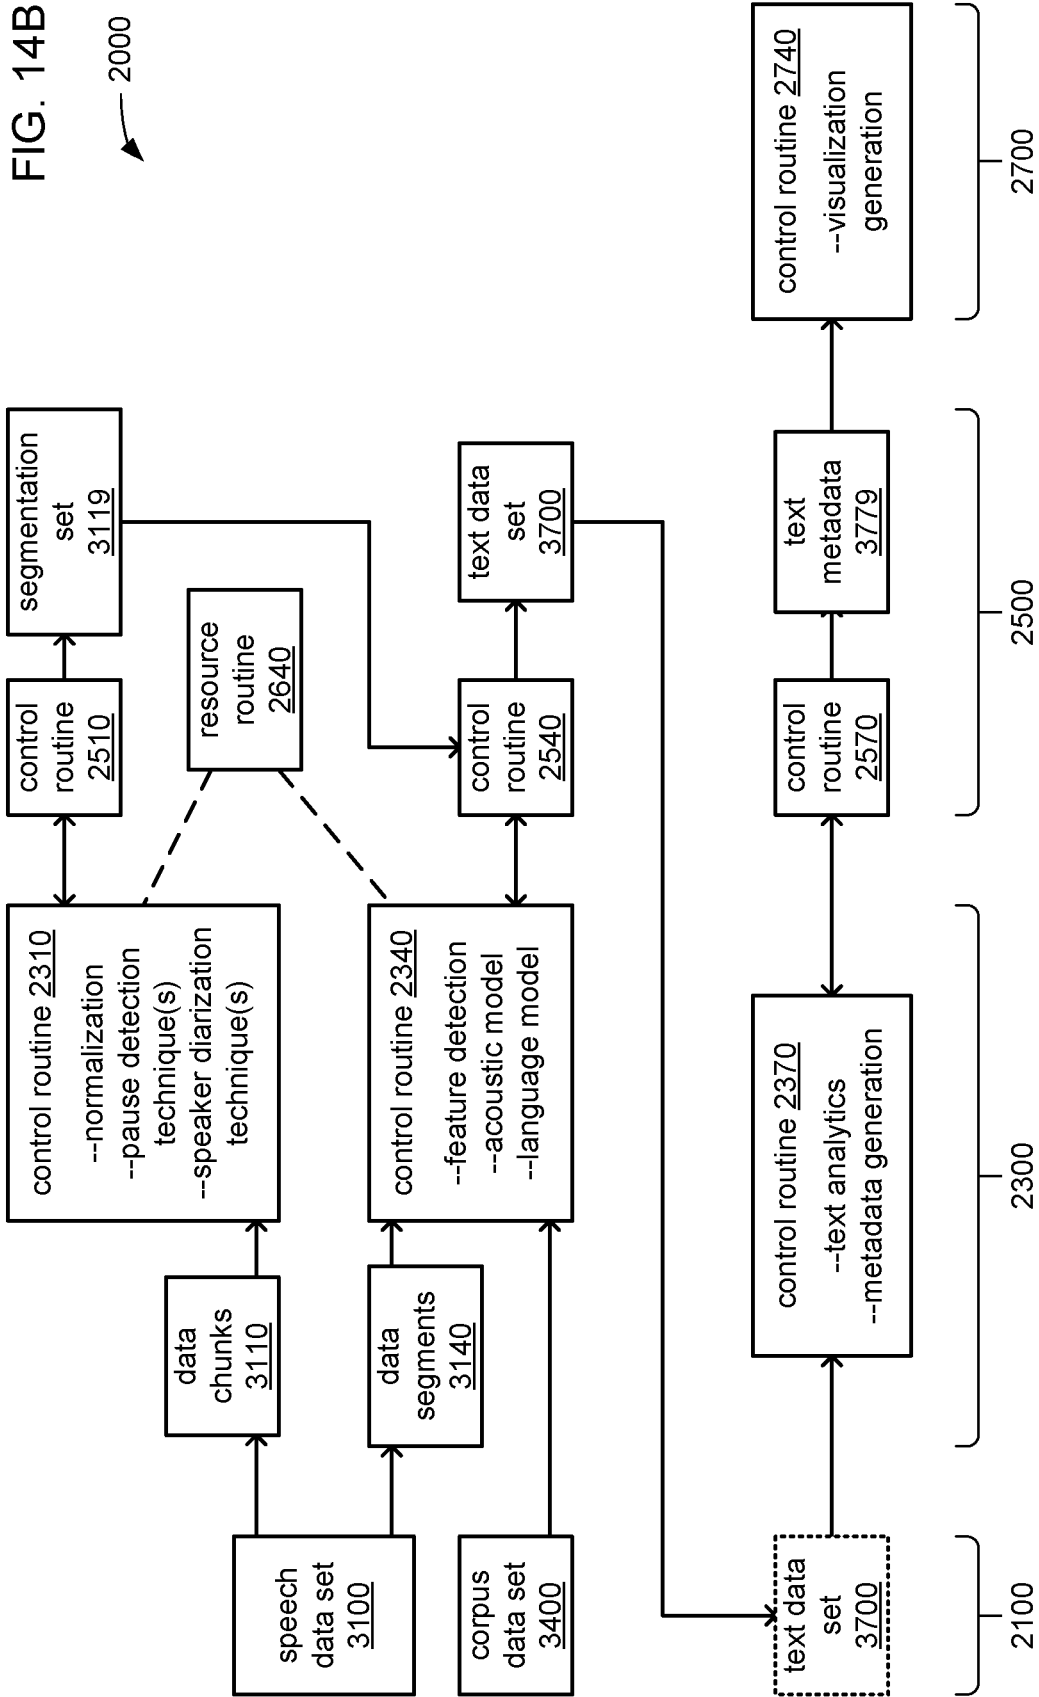 FIG. 14B
2000
control routine 2310
--normalization
--pause detection
technique(s)
--speaker diarization
technique(s)
control
routine
2510
segmentation
set
3119
data
chunks
3110
resource
routine
2640
speech
data set
3100
data
segments
3140
control routine 2340
--feature detection
--acoustic model
--language model
control
routine
2540
text data
set
3700
corpus
data set
3400
text data
set
3700
control routine 2370
--text analytics
--metadata generation
control
routine
2570
text
metadata
3779
control routine 2740
--visualization
generation
2100
2300
2500
2700